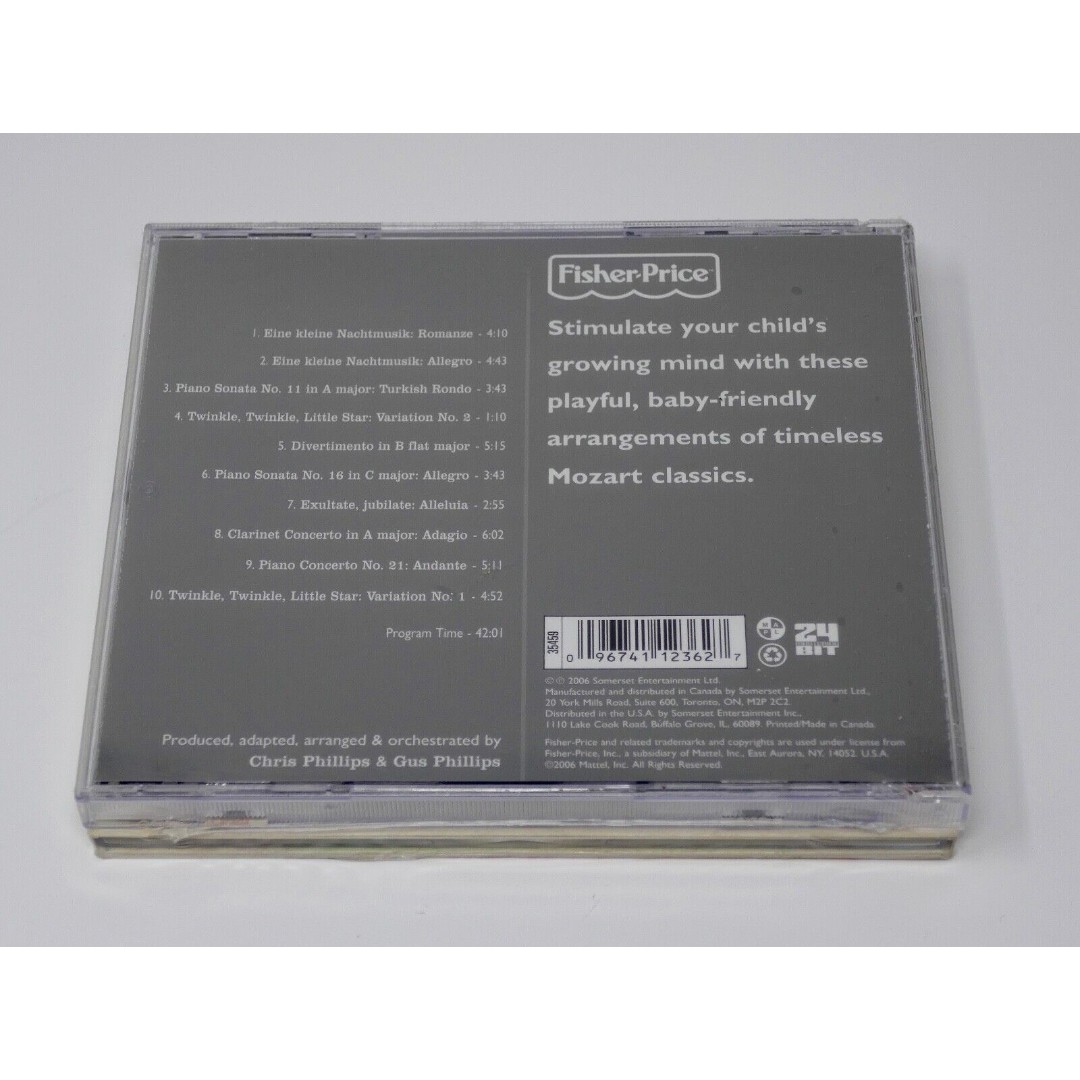 1. Eine kleine Nachtmusik: Romanze - 4:10
2. Eine kleine Nachtmusik: Allegro - 4:43
3. Piano Sonata No. 11 in A major: Turkish Rondo - 3:43
4. Twinkle, Twinkle, Little Star: Variation No. 2 - 1:10
5. Divertimento in B flat major - 5:15
6. Piano Sonata No. 16 in C major: Allegro - 3:43
7. Exultate, jubilate: Alleluia - 2:55
8. Clarinet Concerto in A major: Adagio - 6:02
9. Piano Concerto No. 21: Andante - 5:11
10. Twinkle, Twinkle, Little Star: Variation No. 1 - 4:52
Program Time - 42:01
Produced, adapted, arranged & orchestrated by
Chris Phillips & Gus Phillips
Fisher-Price
Stimulate your child's
growing mind with these
playful, baby-friendly
arrangements of timeless
Mozart classics.
35459
0 96741 12362 7
M A P L
24
BIT
©℗ 2006 Somerset Entertainment Ltd.
Manufactured and distributed in Canada by Somerset Entertainment Ltd.,
20 York Mills Road, Suite 600, Toronto, ON, M2P 2C2.
Distributed in the U.S.A. by Somerset Entertainment Inc.,
1110 Lake Cook Road, Buffalo Grove, IL, 60089. Printed/Made in Canada.
Fisher-Price and related trademarks and copyrights are used under license from
Fisher-Price, Inc., a subsidiary of Mattel, Inc., East Aurora, NY, 14052. U.S.A.
©2006 Mattel, Inc. All Rights Reserved.